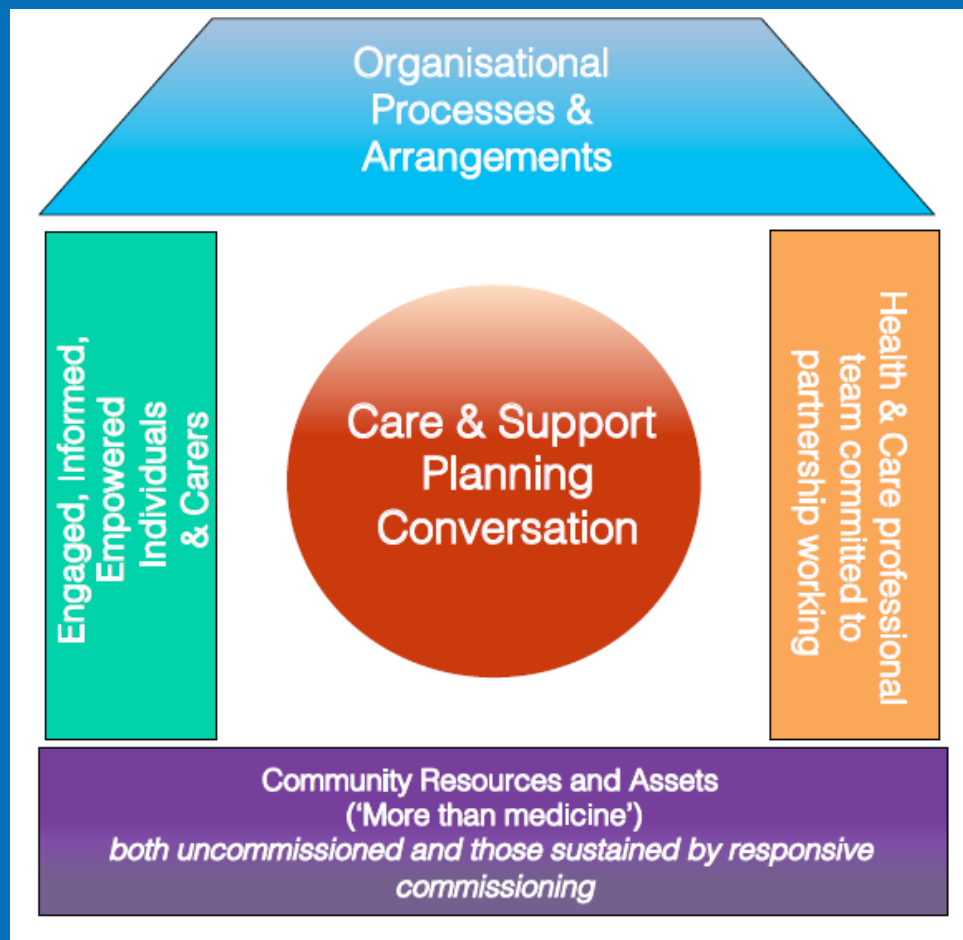 Organisational
Processes &
Arrangements
Engaged, Informed,
Empowered
Individuals
& Carers
Care & Support
Planning
Conversation
Health & Care professional
team committed to
partnership working
Community Resources and Assets
(‘More than medicine’)
both uncommissioned and those sustained by responsive
commissioning